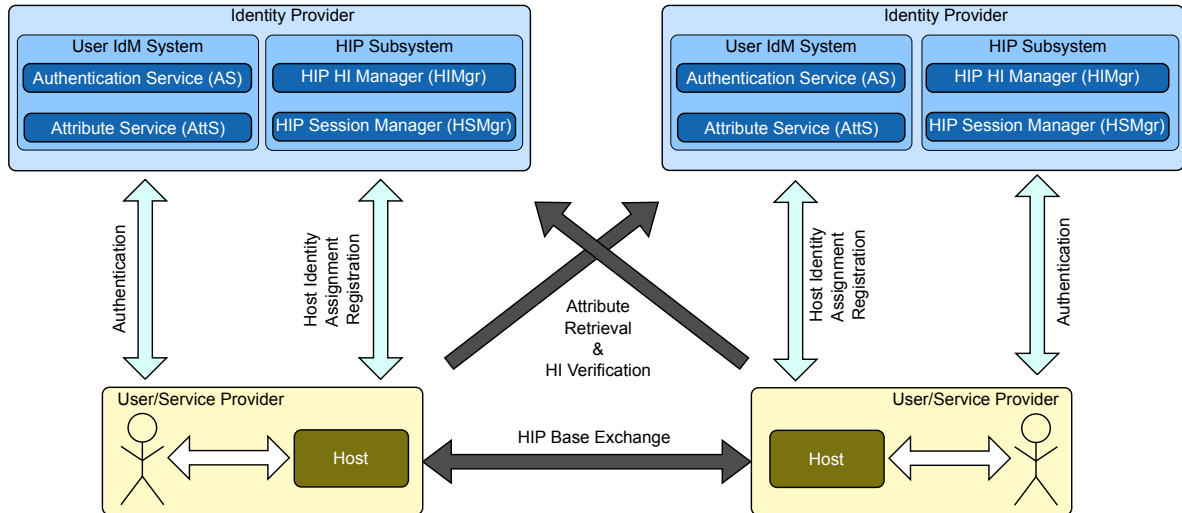 Identity Provider
User IdM System
Authentication Service (AS)
Attribute Service (AttS)
HIP Subsystem
HIP HI Manager (HIMgr)
HIP Session Manager (HSMgr)
Identity Provider
User IdM System
Authentication Service (AS)
Attribute Service (AttS)
HIP Subsystem
HIP HI Manager (HIMgr)
HIP Session Manager (HSMgr)
Authentication
Host Identity
Assignment
Registration
Attribute
Retrieval
&
HI Verification
Host Identity
Assignment
Registration
Authentication
User/Service Provider
Host
HIP Base Exchange
User/Service Provider
Host